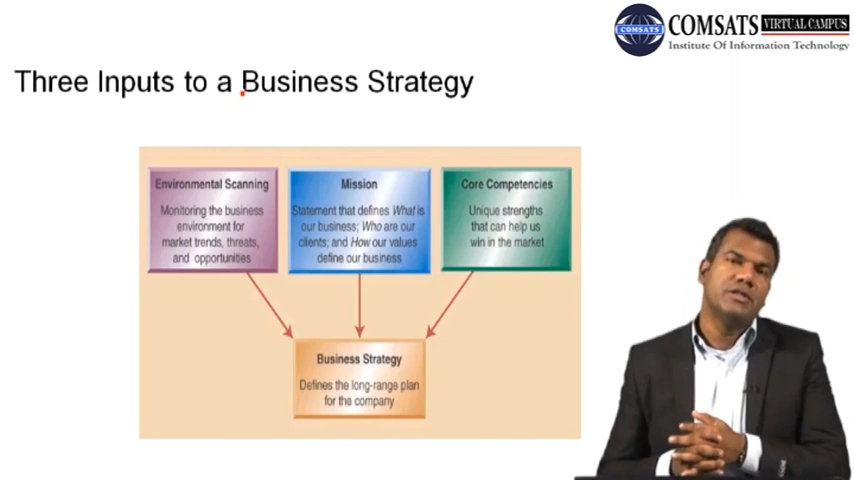 COMSATS
COMSATS VIRTUAL CAMPUS
Institute Of Information Technology
Three Inputs to a Business Strategy
Environmental Scanning
Monitoring the business
environment for
market trends, threats,
and opportunities
Mission
Statement that defines What is
our business; Who are our
clients; and How our values
define our business
Core Competencies
Unique strengths
that can help us
win in the market
Business Strategy
Defines the long-range plan
for the company